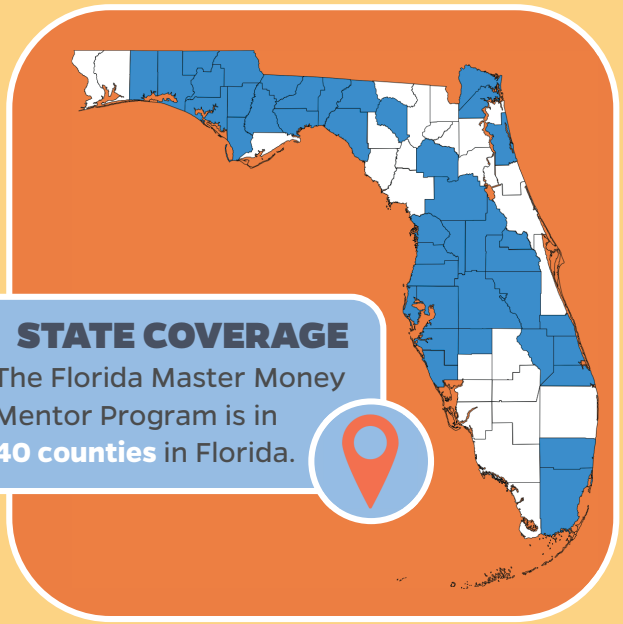 STATE COVERAGE
The Florida Master Money
Mentor Program is in
40 counties in Florida.